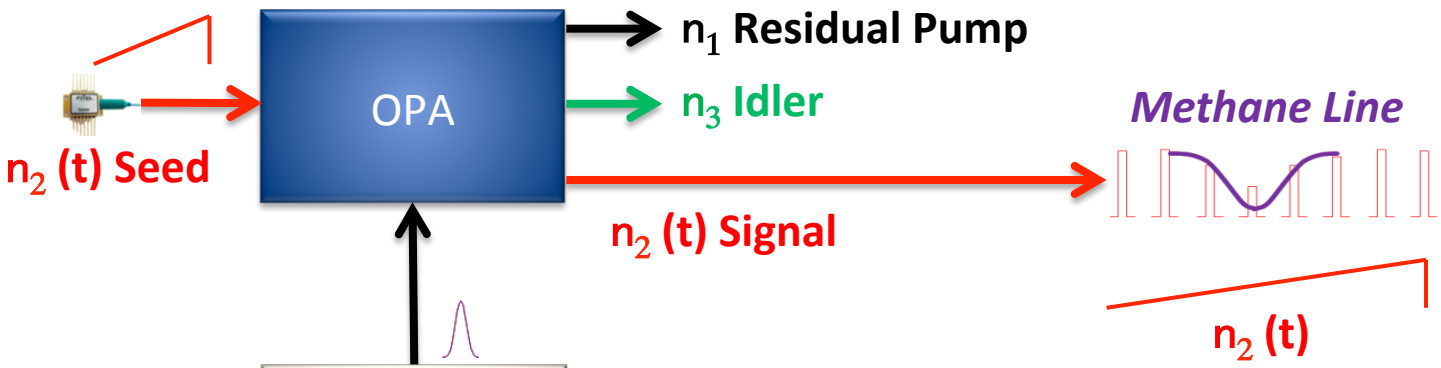 n₁ Residual Pump
OPA
n₃ Idler
Methane Line
n₂ (t) Seed
n₂ (t) Signal
n₂ (t)